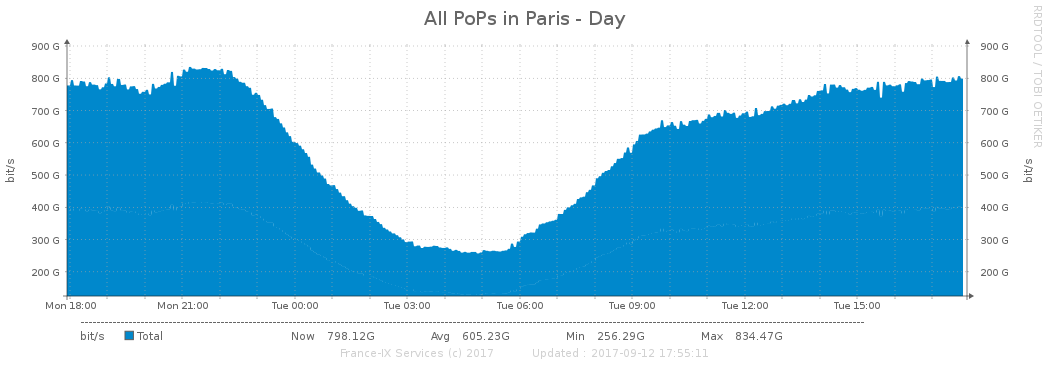 All PoPs in Paris - Day
RRDTOOL / TOBI OETIKER
900 G 900 G
800 G 800 G
700 G 700 G
600 G 600 G
500 G 500 G
400 G 400 G
300 G 300 G
200 G 200 G
bit/s bit/s
Mon 18:00 Mon 21:00 Tue 00:00 Tue 03:00 Tue 06:00 Tue 09:00 Tue 12:00 Tue 15:00
bit/s Total Now 798.12G Avg 605.23G Min 256.29G Max 834.47G
France-IX Services (c) 2017 Updated : 2017-09-12 17:55:11